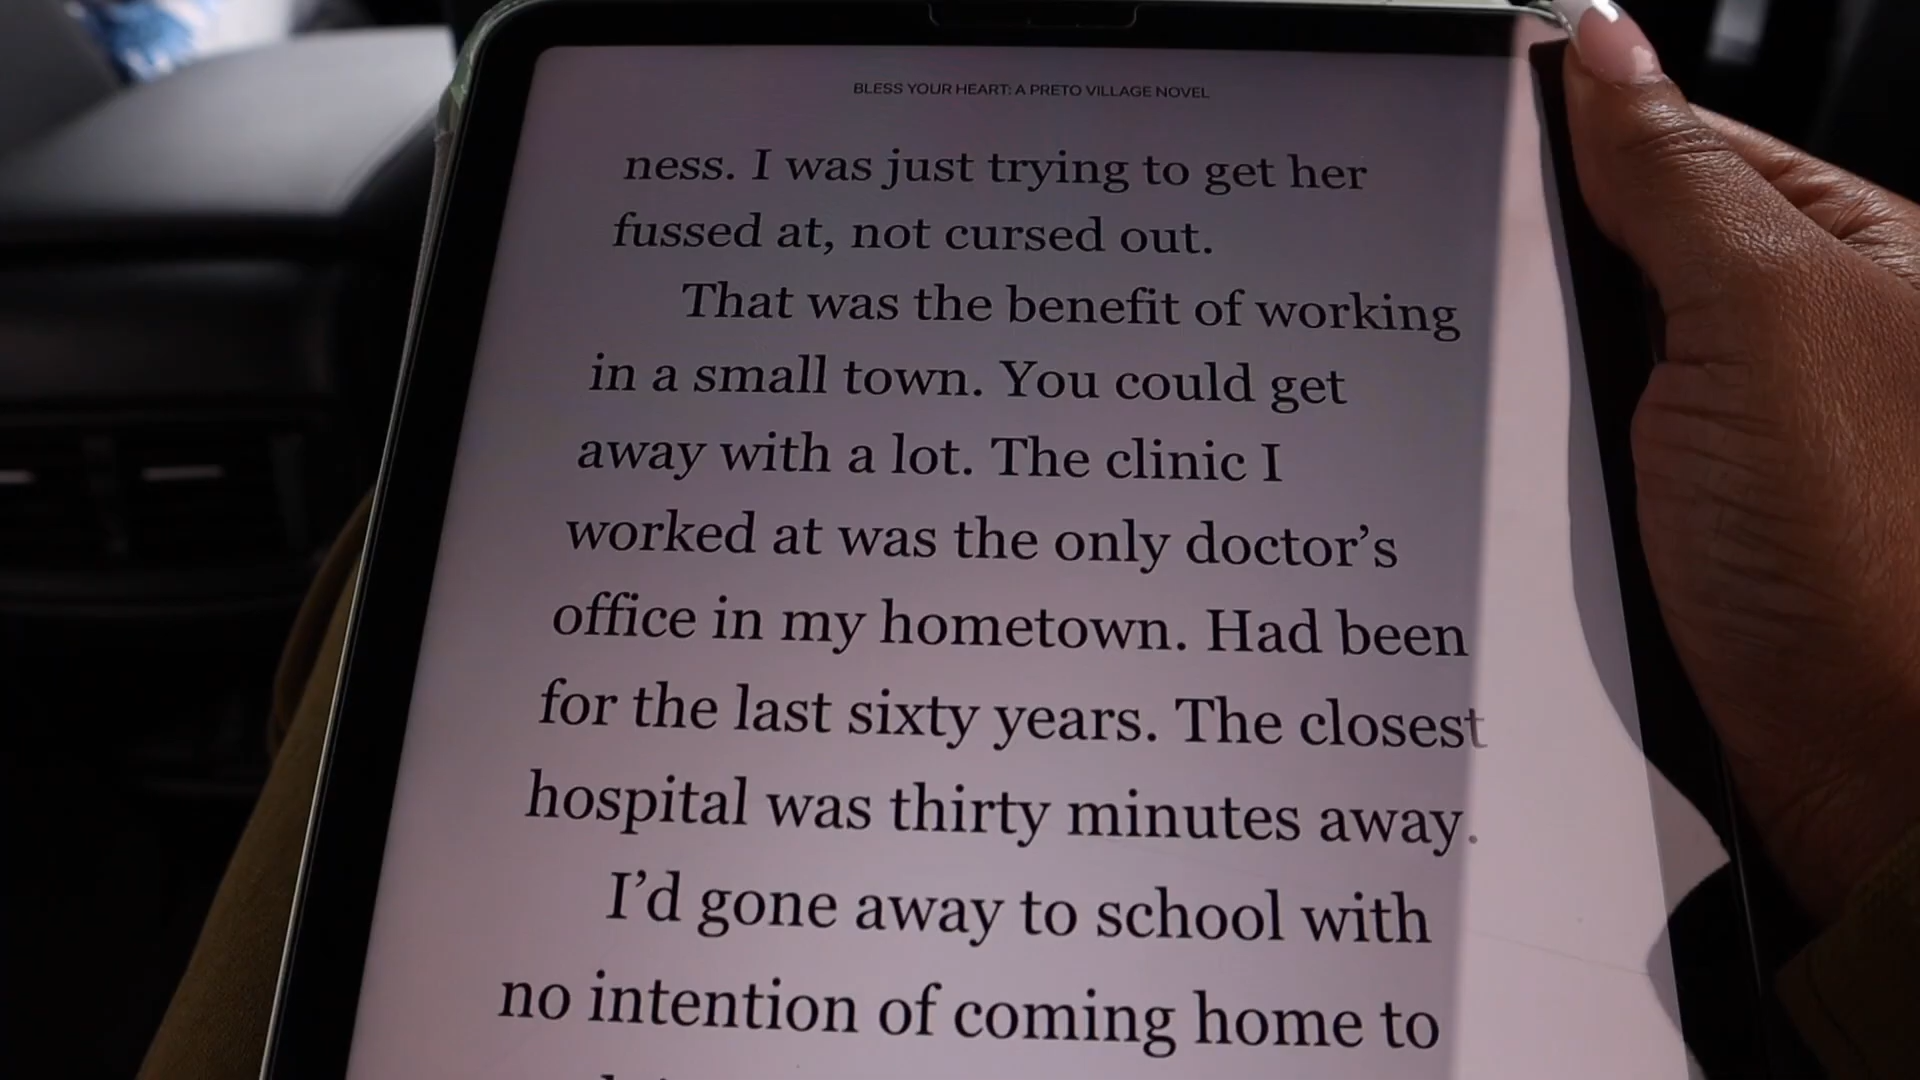 BLESS YOUR HEART: A PRETO VILLAGE NOVEL
ness. I was just trying to get her
fussed at, not cursed out.
That was the benefit of working
in a small town. You could get
away with a lot. The clinic I
worked at was the only doctor’s
office in my hometown. Had been
for the last sixty years. The closest
hospital was thirty minutes away.
I’d gone away to school with
no intention of coming home to